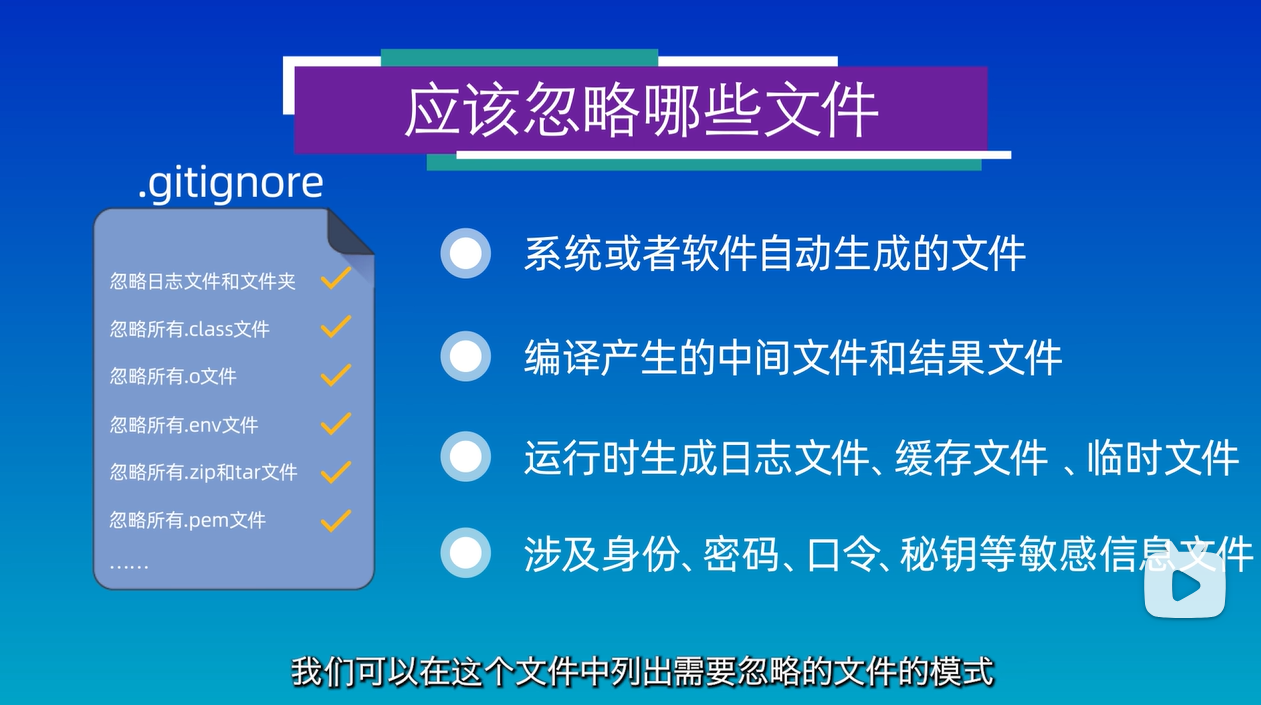 应该忽略哪些文件
.gitignore
忽略日志文件和文件夹
忽略所有.class文件
忽略所有.o文件
忽略所有.env文件
忽略所有.zip和tar文件
忽略所有.pem文件
……
系统或者软件自动生成的文件
编译产生的中间文件和结果文件
运行时生成日志文件、缓存文件 、临时文件
涉及身份、密码、口令、秘钥等敏感信息文件
我们可以在这个文件中列出需要忽略的文件的模式